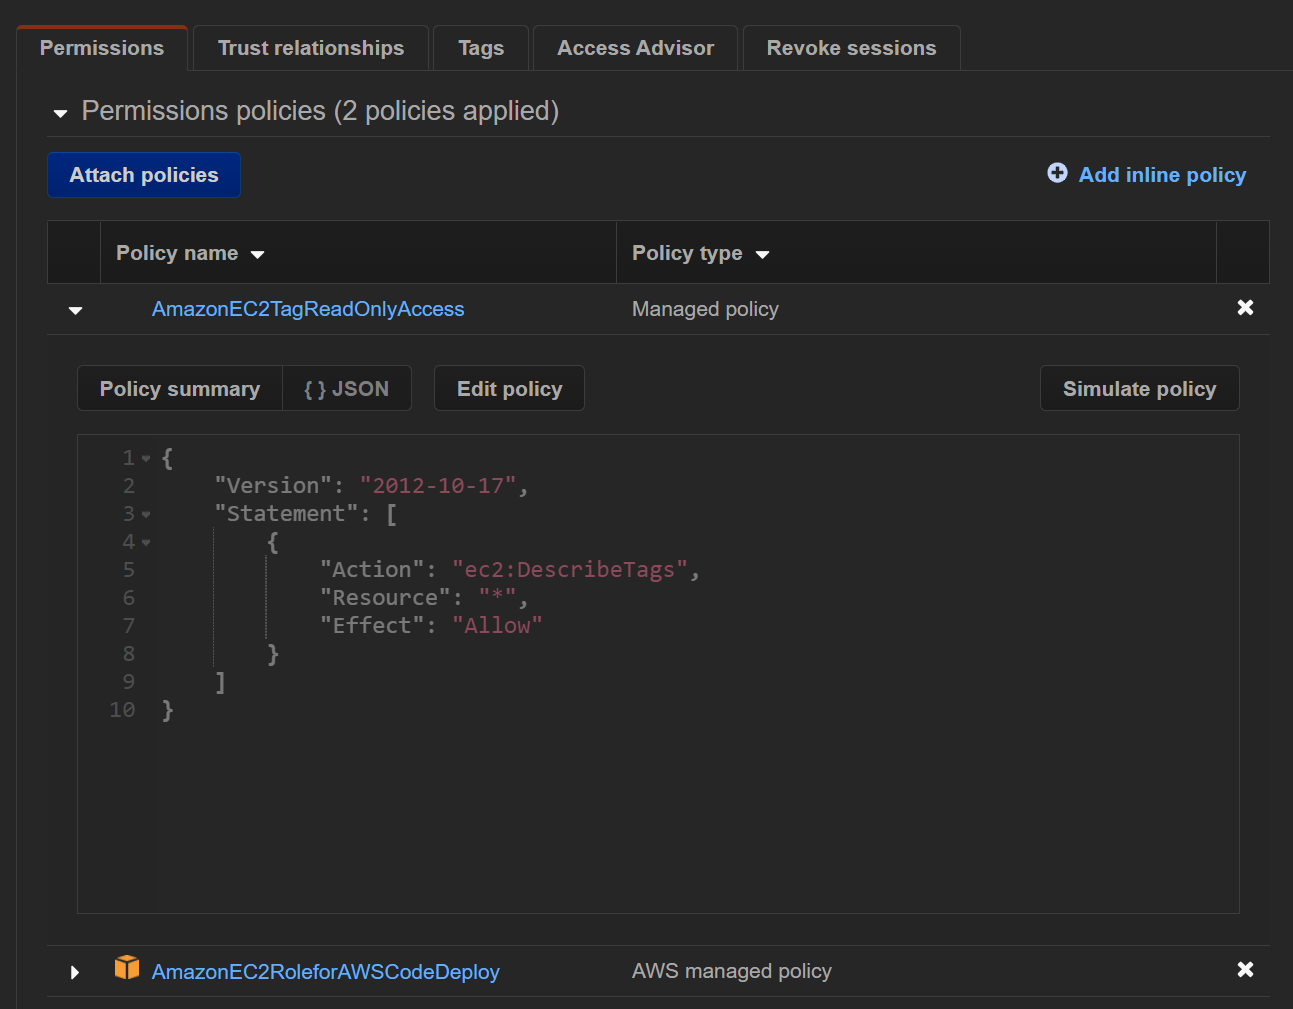 Permissions Trust relationships Tags Access Advisor Revoke sessions
Permissions policies (2 policies applied)
Attach policies Add inline policy
Policy name Policy type
AmazonEC2TagReadOnlyAccess Managed policy
Policy summary { } JSON Edit policy Simulate policy
1 {
2 "Version": "2012-10-17",
3 "Statement": [
4 {
5 "Action": "ec2:DescribeTags",
6 "Resource": "*",
7 "Effect": "Allow"
8 }
9 ]
10 }
AmazonEC2RoleforAWSCodeDeploy AWS managed policy